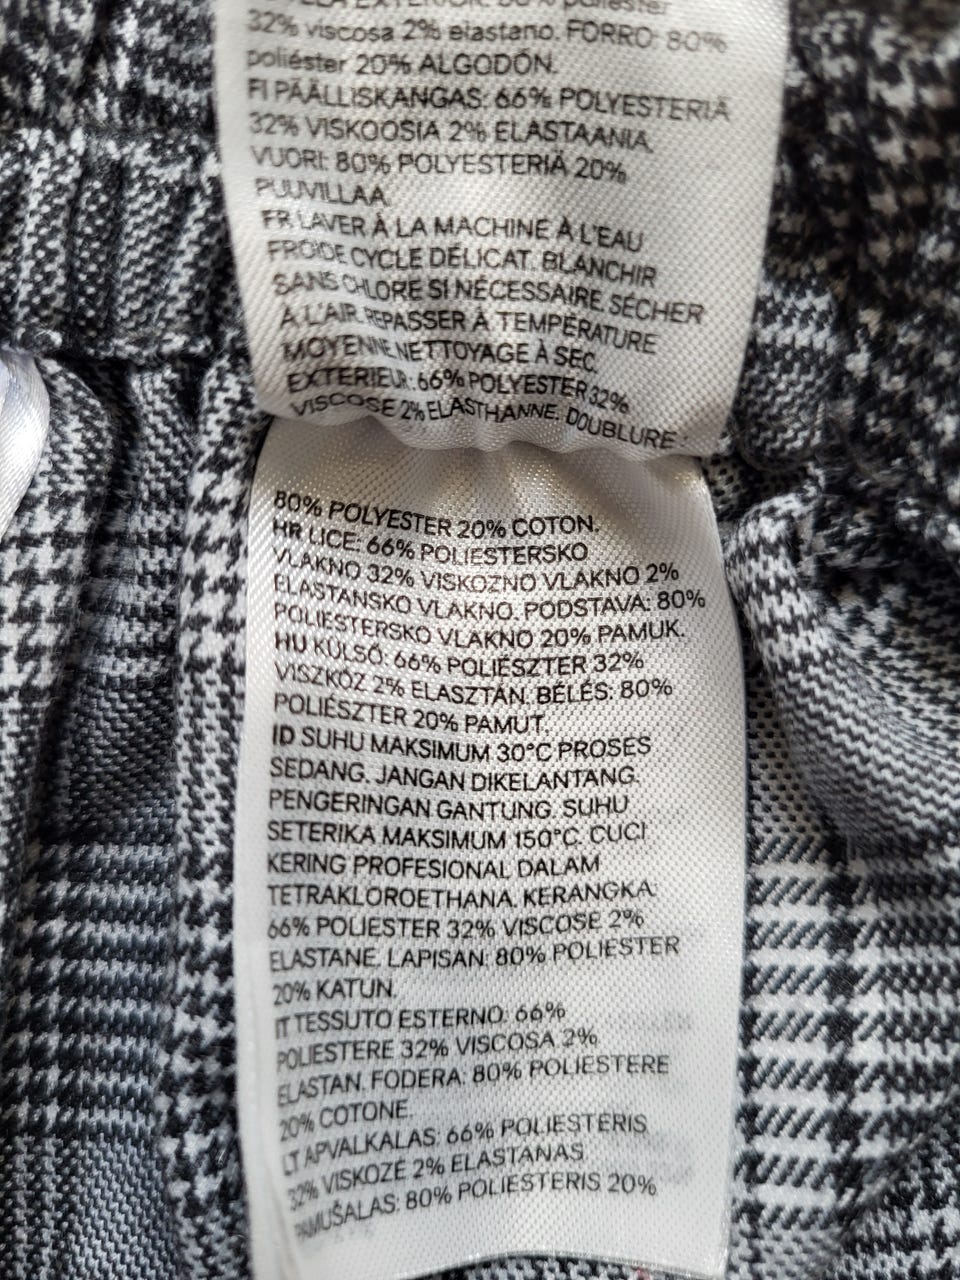 TELA EXTERIOR: 66% poliéster
32% viscosa 2% elastano. FORRO: 80%
poliéster 20% ALGODÓN.
FI PÄÄLLISKANGAS: 66% POLYESTERIÄ
32% VISKOOSIA 2% ELASTAANIA.
VUORI: 80% POLYESTERIÄ 20%
PUUVILLAA.
FR LAVER À LA MACHINE À L'EAU
FROIDE CYCLE DÉLICAT. BLANCHIR
SANS CHLORE SI NÉCESSAIRE. SÉCHER
À L'AIR. REPASSER À TEMPÉRATURE
MOYENNE. NETTOYAGE À SEC.
EXTÉRIEUR: 66% POLYESTER 32%
VISCOSE 2% ELASTHANNE. DOUBLURE :
80% POLYESTER 20% COTON.
HR LICE: 66% POLIESTERSKO
VLAKNO 32% VISKOZNO VLAKNO 2%
ELASTANSKO VLAKNO. PODSTAVA: 80%
POLIESTERSKO VLAKNO 20% PAMUK.
HU KÜLSŐ: 66% POLIÉSZTER 32%
VISZKÓZ 2% ELASZTÁN. BÉLÉS: 80%
POLIÉSZTER 20% PAMUT.
ID SUHU MAKSIMUM 30°C PROSES
SEDANG. JANGAN DIKELANTANG.
PENGERINGAN GANTUNG. SUHU
SETERIKA MAKSIMUM 150°C. CUCI
KERING PROFESIONAL DALAM
TETRAKLOROETHANA. KERANGKA:
66% POLIESTER 32% VISCOSE 2%
ELASTANE. LAPISAN: 80% POLIESTER
20% KATUN.
IT TESSUTO ESTERNO: 66%
POLIESTERE 32% VISCOSA 2%
ELASTAN. FODERA: 80% POLIESTERE
20% COTONE.
LT APVALKALAS: 66% POLIESTERIS
32% VISKOZĖ 2% ELASTANAS.
PAMUŠALAS: 80% POLIESTERIS 20%